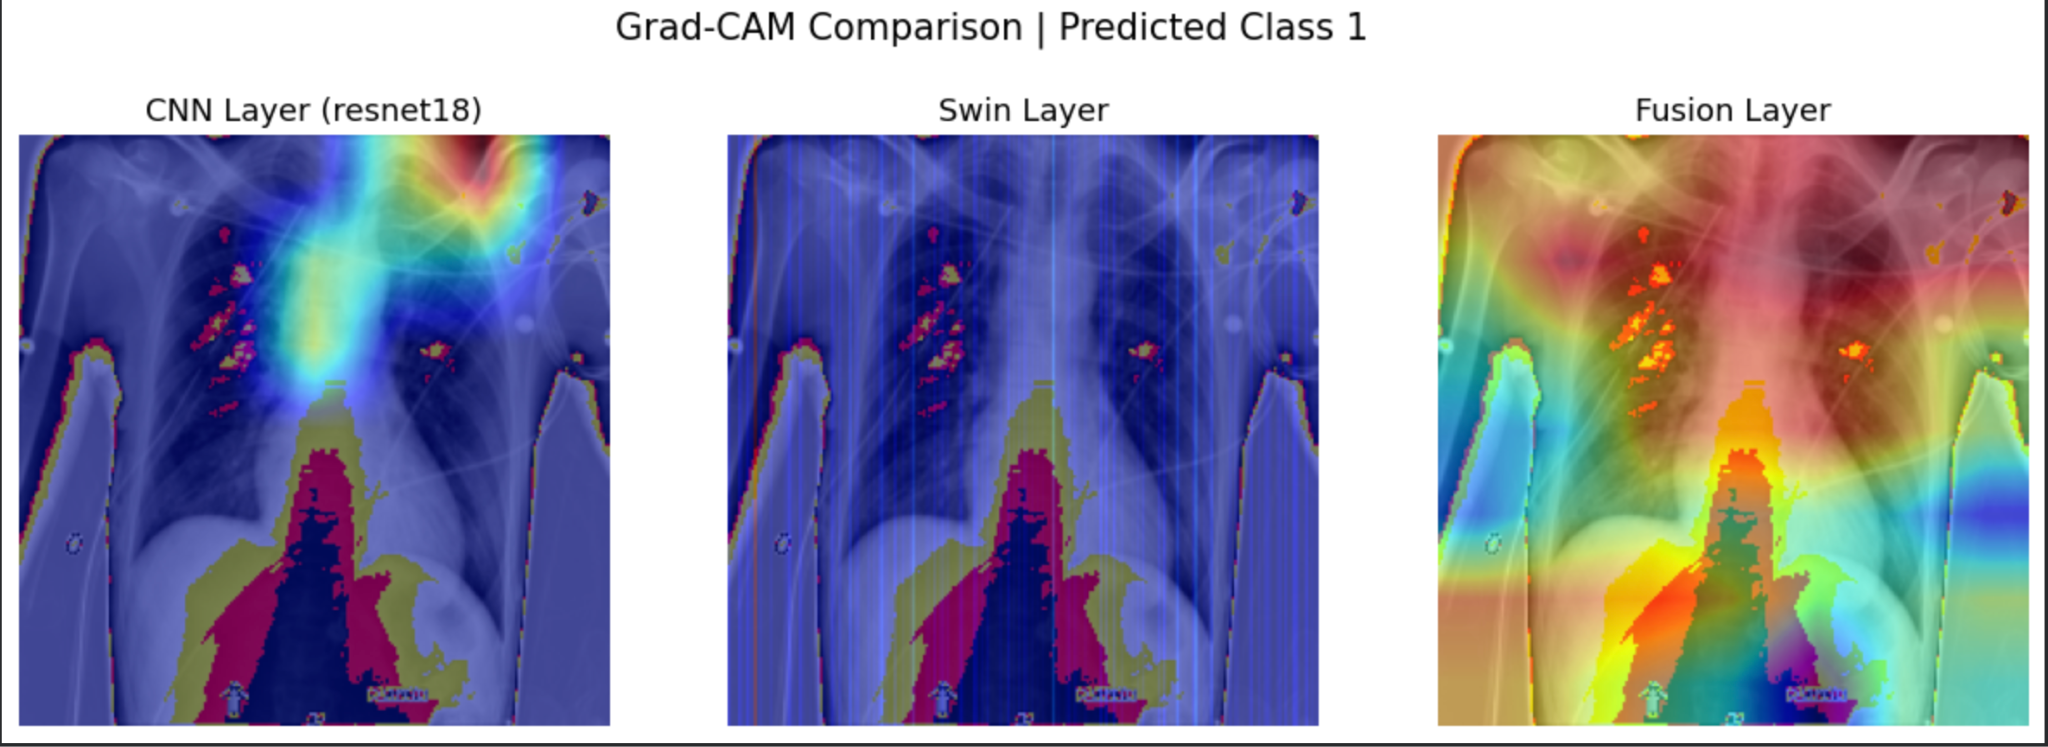 Grad-CAM Comparison | Predicted Class 1
CNN Layer (resnet18)
Swin Layer
Fusion Layer